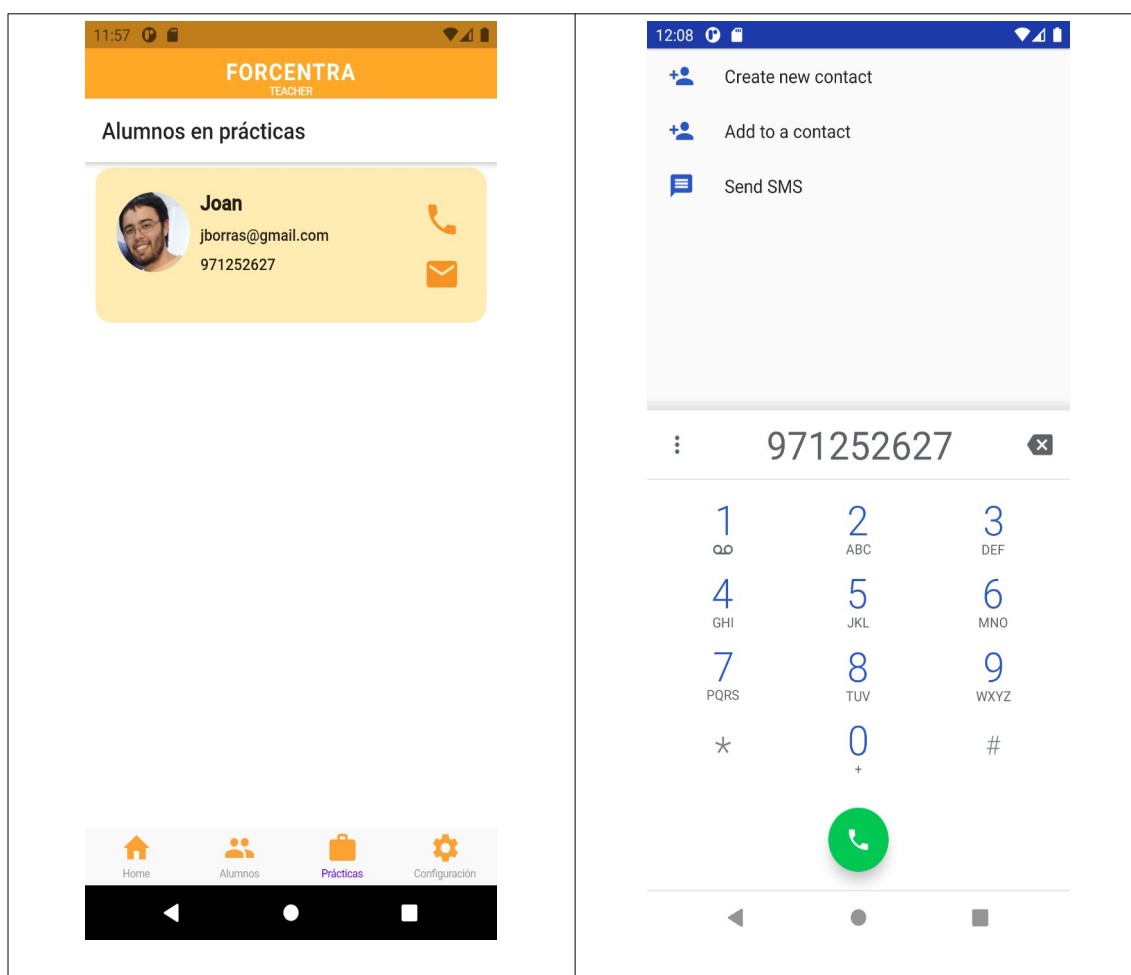 11:57
FORCENTRA
TEACHER
Alumnos en prácticas
Joan
jborras@gmail.com
971252627
Home Alumnos Prácticas Configuración
12:08
Create new contact
Add to a contact
Send SMS
971252627
1 2 3
ABC DEF
4 5 6
GHI JKL MNO
7 8 9
PQRS TUV WXYZ
* 0 #
+